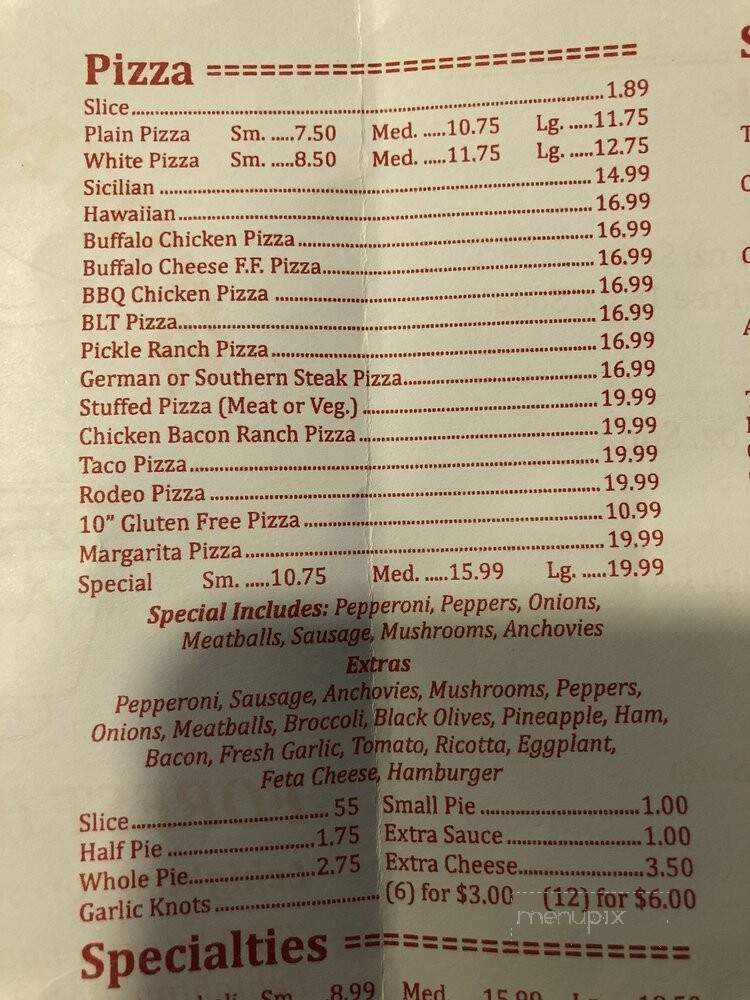 Pizza ========================
Slice..........1.89
Plain Pizza Sm. .....7.50 Med. .....10.75 Lg. .....11.75
White Pizza Sm. .....8.50 Med. .....11.75 Lg. .....12.75
Sicilian..........14.99
Hawaiian..........16.99
Buffalo Chicken Pizza..........16.99
Buffalo Cheese F.F. Pizza..........16.99
BBQ Chicken Pizza..........16.99
BLT Pizza..........16.99
Pickle Ranch Pizza..........16.99
German or Southern Steak Pizza..........16.99
Stuffed Pizza (Meat or Veg.)..........19.99
Chicken Bacon Ranch Pizza..........19.99
Taco Pizza..........19.99
Rodeo Pizza..........19.99
10" Gluten Free Pizza..........10.99
Margarita Pizza..........19.99
Special Sm. .....10.75 Med. .....15.99 Lg. .....19.99
Special Includes: Pepperoni, Peppers, Onions,
Meatballs, Sausage, Mushrooms, Anchovies
Extras
Pepperoni, Sausage, Anchovies, Mushrooms, Peppers,
Onions, Meatballs, Broccoli, Black Olives, Pineapple, Ham,
Bacon, Fresh Garlic, Tomato, Ricotta, Eggplant,
Feta Cheese, Hamburger
Slice..........55 Small Pie..........1.00
Half Pie..........1.75 Extra Sauce..........1.00
Whole Pie..........2.75 Extra Cheese..........3.50
Garlic Knots..........(6) for $3.00 (12) for $6.00
menupix
Specialties ========================
Sm. 8.99 Med 15.99